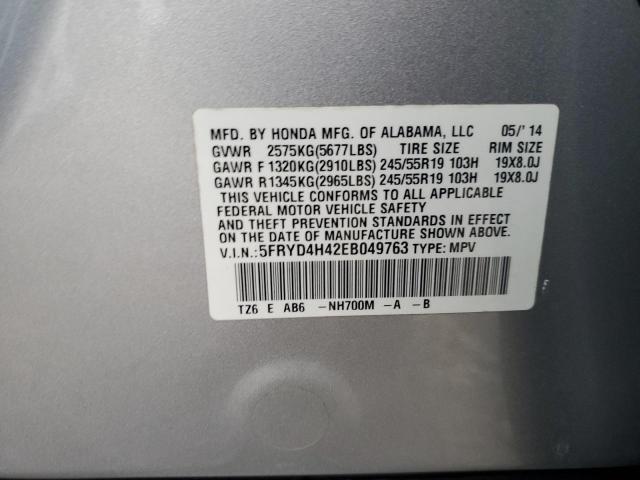 MFD. BY HONDA MFG. OF ALABAMA, LLC 05/'14
GVWR 2575KG(5677LBS) TIRE SIZE RIM SIZE
GAWR F 1320KG(2910LBS) 245/55R19 103H 19X8.0J
GAWR R1345KG(2965LBS) 245/55R19 103H 19X8.0J
THIS VEHICLE CONFORMS TO ALL APPLICABLE
FEDERAL MOTOR VEHICLE SAFETY
AND THEFT PREVENTION STANDARDS IN EFFECT
ON THE DATE OF MANUFACTURE SHOWN ABOVE.
V.I.N.:5FRYD4H42EB049763 TYPE: MPV
TZ6 E AB6 -NH700M -A -B